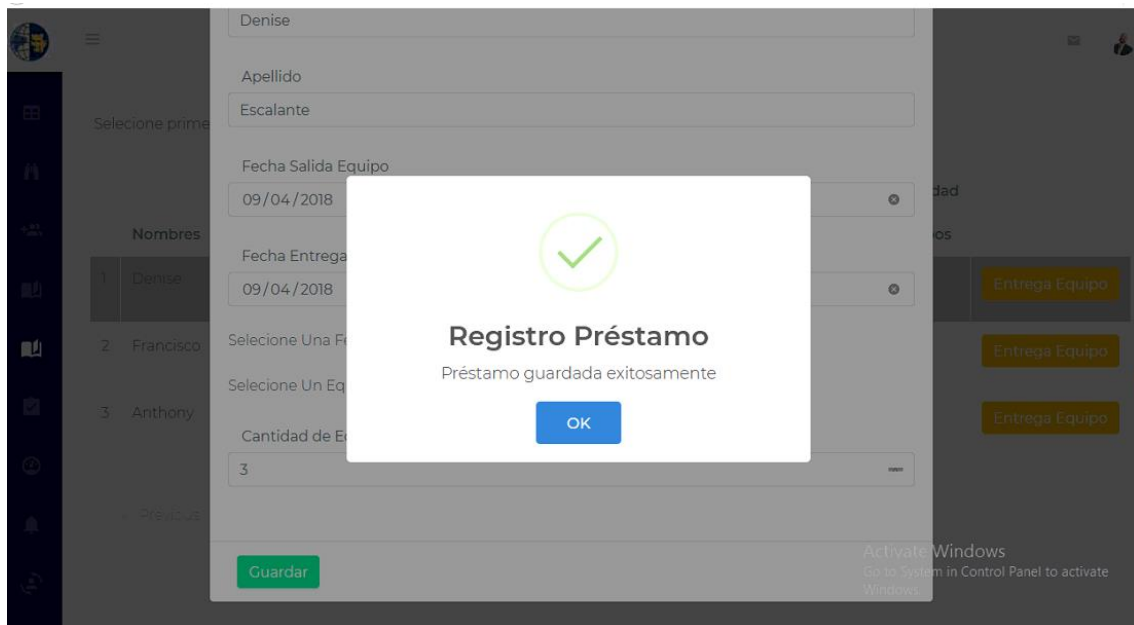 Denise
Apellido
Escalante
Selecione prime
Fecha Salida Equipo
09/04/2018
dad
Nombres
os
Fecha Entrega
1 Denise
Entrega Equipo
09/04/2018
Registro Préstamo
Préstamo guardada exitosamente
OK
Selecione Una Fe
2 Francisco
Entrega Equipo
Selecione Un Eq
3 Anthony
Entrega Equipo
Cantidad de E
3
Previous
Guardar
Activate Windows
Go to System in Control Panel to activate
Windows.